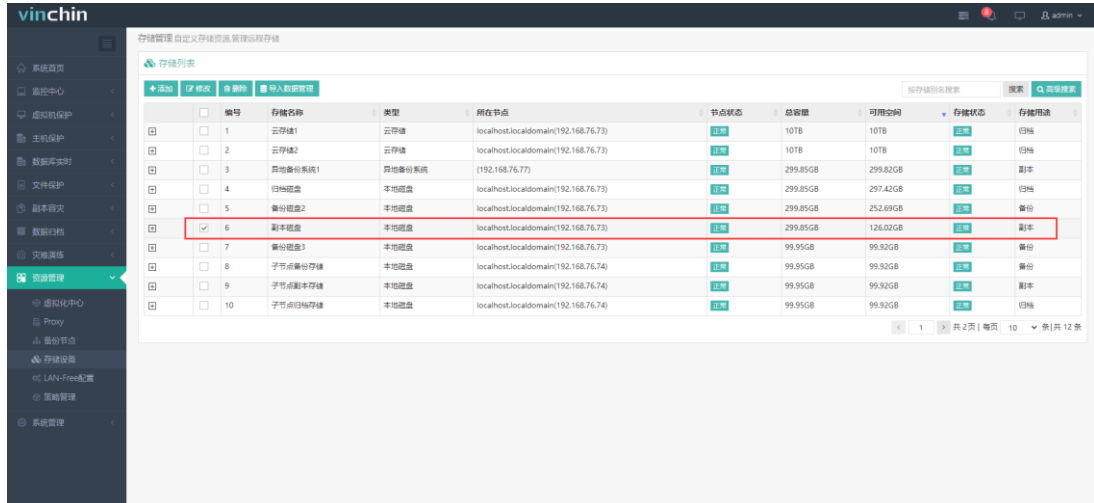 vinchin
8
admin
存储管理 自定义存储资源,管理远程存储
系统首页
监控中心
虚拟机保护
主机保护
数据库实时
文件保护
副本容灾
数据归档
灾难演练
资源管理
虚拟化中心
Proxy
备份节点
存储设备
LAN-Free配置
策略管理
系统管理
存储列表
添加 修改 删除 导入数据管理 按存储别名搜索 搜索 高级搜索
编号 存储名称 类型 所在节点 节点状态 总容量 可用空间 存储状态 存储用途
1 云存储1 云存储 localhost.localdomain(192.168.76.73) 正常 10TB 10TB 正常 归档
2 云存储2 云存储 localhost.localdomain(192.168.76.73) 正常 10TB 10TB 正常 归档
3 异地备份系统1 异地备份系统 (192.168.76.77) 正常 299.85GB 299.82GB 正常 副本
4 归档磁盘 本地磁盘 localhost.localdomain(192.168.76.73) 正常 299.85GB 297.42GB 正常 归档
5 备份磁盘2 本地磁盘 localhost.localdomain(192.168.76.73) 正常 299.85GB 252.69GB 正常 备份
6 副本磁盘 本地磁盘 localhost.localdomain(192.168.76.73) 正常 299.85GB 126.02GB 正常 副本
7 备份磁盘3 本地磁盘 localhost.localdomain(192.168.76.73) 正常 99.95GB 99.92GB 正常 备份
8 子节点备份存储 本地磁盘 localhost.localdomain(192.168.76.74) 正常 99.95GB 99.92GB 正常 备份
9 子节点副本存储 本地磁盘 localhost.localdomain(192.168.76.74) 正常 99.95GB 99.92GB 正常 副本
10 子节点归档存储 本地磁盘 localhost.localdomain(192.168.76.74) 正常 99.95GB 99.92GB 正常 归档
< 1 > 共2页 | 每页 10 条 | 共 12 条